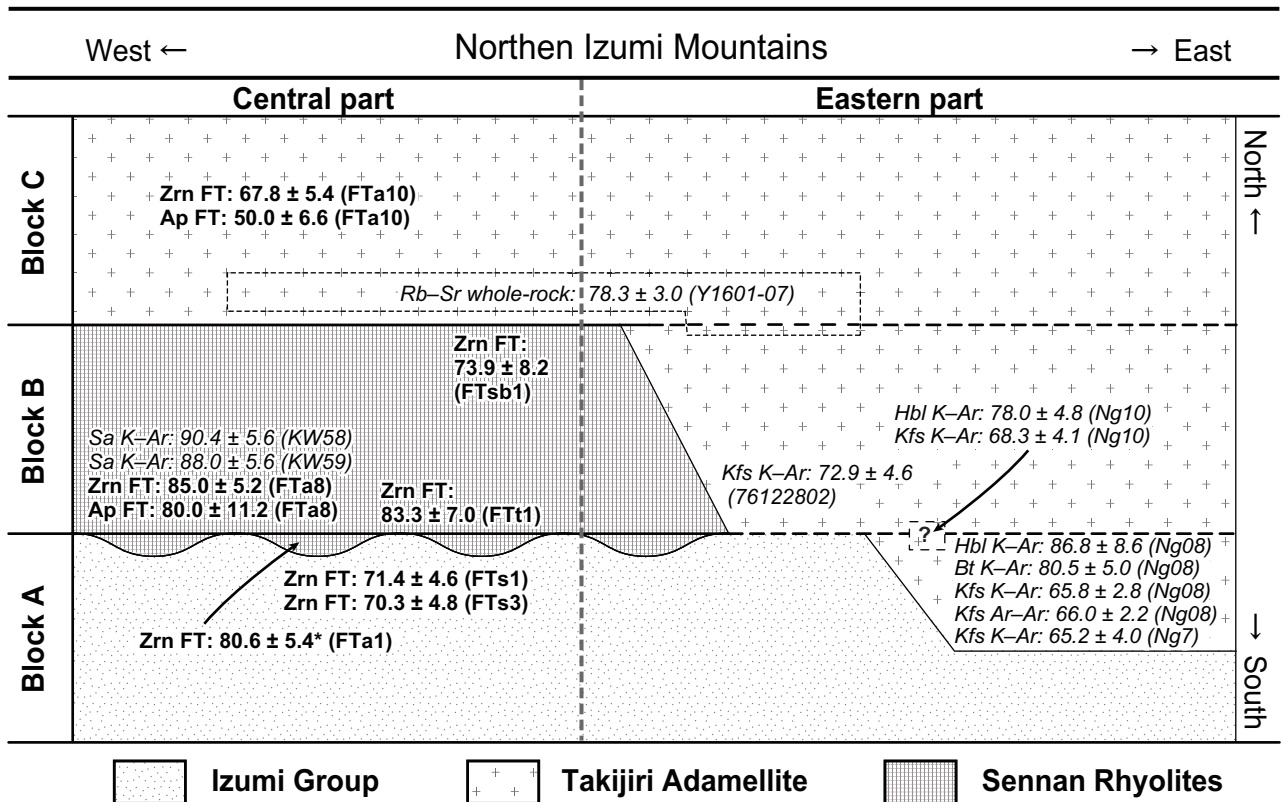 Northen Izumi Mountains
West ←
→ East
Central part
Eastern part
Block C
North →
Zrn FT: 67.8 ± 5.4 (FTa10)
Ap FT: 50.0 ± 6.6 (FTa10)
Rb–Sr whole-rock: 78.3 ± 3.0 (Y1601-07)
Block B
Zrn FT:
73.9 ± 8.2
(FTsb1)
Sa K–Ar: 90.4 ± 5.6 (KW58)
Sa K–Ar: 88.0 ± 5.6 (KW59)
Zrn FT: 85.0 ± 5.2 (FTa8)
Ap FT: 80.0 ± 11.2 (FTa8)
Zrn FT:
83.3 ± 7.0 (FTt1)
Kfs K–Ar: 72.9 ± 4.6
(76122802)
Hbl K–Ar: 78.0 ± 4.8 (Ng10)
Kfs K–Ar: 68.3 ± 4.1 (Ng10)
?
Block A
Zrn FT: 71.4 ± 4.6 (FTs1)
Zrn FT: 70.3 ± 4.8 (FTs3)
Zrn FT: 80.6 ± 5.4* (FTa1)
Hbl K–Ar: 86.8 ± 8.6 (Ng08)
Bt K–Ar: 80.5 ± 5.0 (Ng08)
Kfs K–Ar: 65.8 ± 2.8 (Ng08)
Kfs Ar–Ar: 66.0 ± 2.2 (Ng08)
Kfs K–Ar: 65.2 ± 4.0 (Ng7)
← South
Izumi Group
Takijiri Adamellite
Sennan Rhyolites